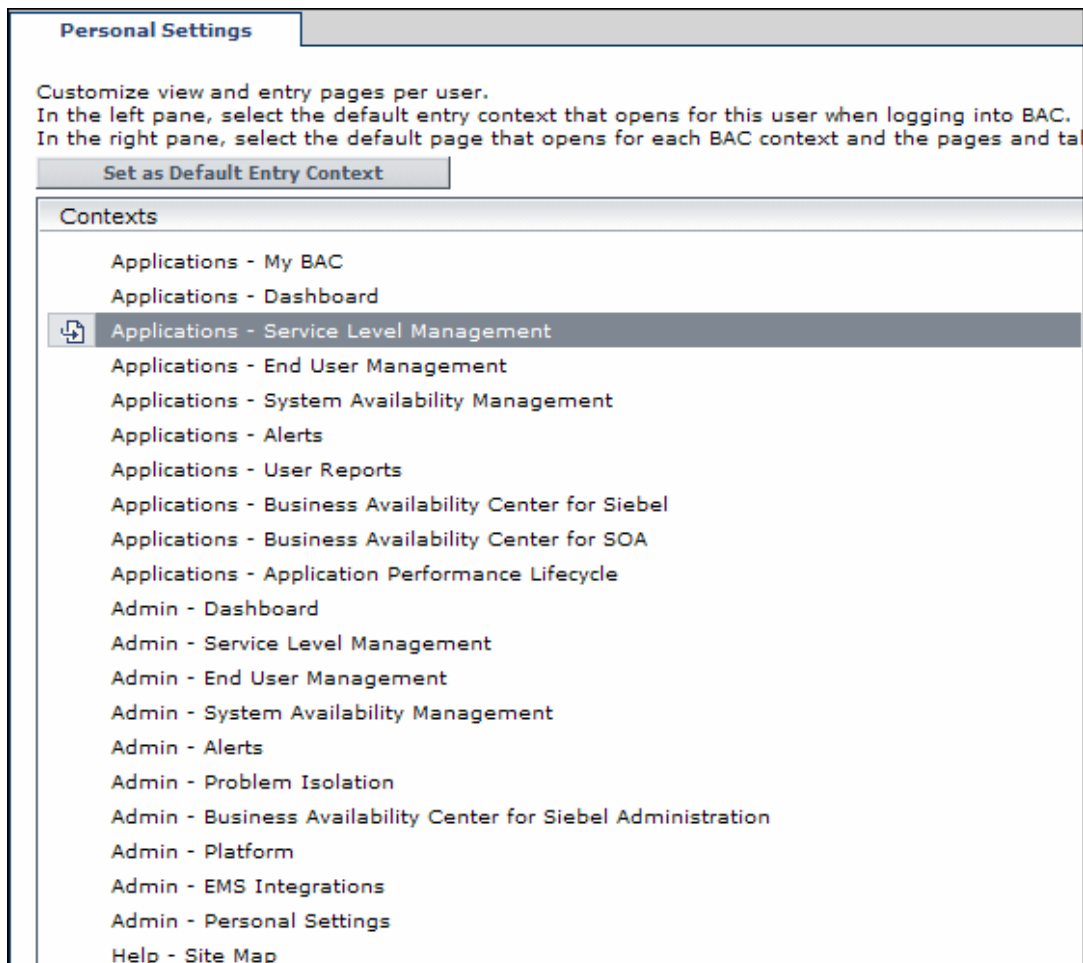 Personal Settings
Customize view and entry pages per user.
In the left pane, select the default entry context that opens for this user when logging into BAC.
In the right pane, select the default page that opens for each BAC context and the pages and
Set as Default Entry Context
Contexts
Applications - My BAC
Applications - Dashboard
Applications - Service Level Management
Applications - End User Management
Applications - System Availability Management
Applications - Alerts
Applications - User Reports
Applications - Business Availability Center for Siebel
Applications - Business Availability Center for SOA
Applications - Application Performance Lifecycle
Admin - Dashboard
Admin - Service Level Management
Admin - End User Management
Admin - System Availability Management
Admin - Alerts
Admin - Problem Isolation
Admin - Business Availability Center for Siebel Administration
Admin - Platform
Admin - EMS Integrations
Admin - Personal Settings
Help - Site Map